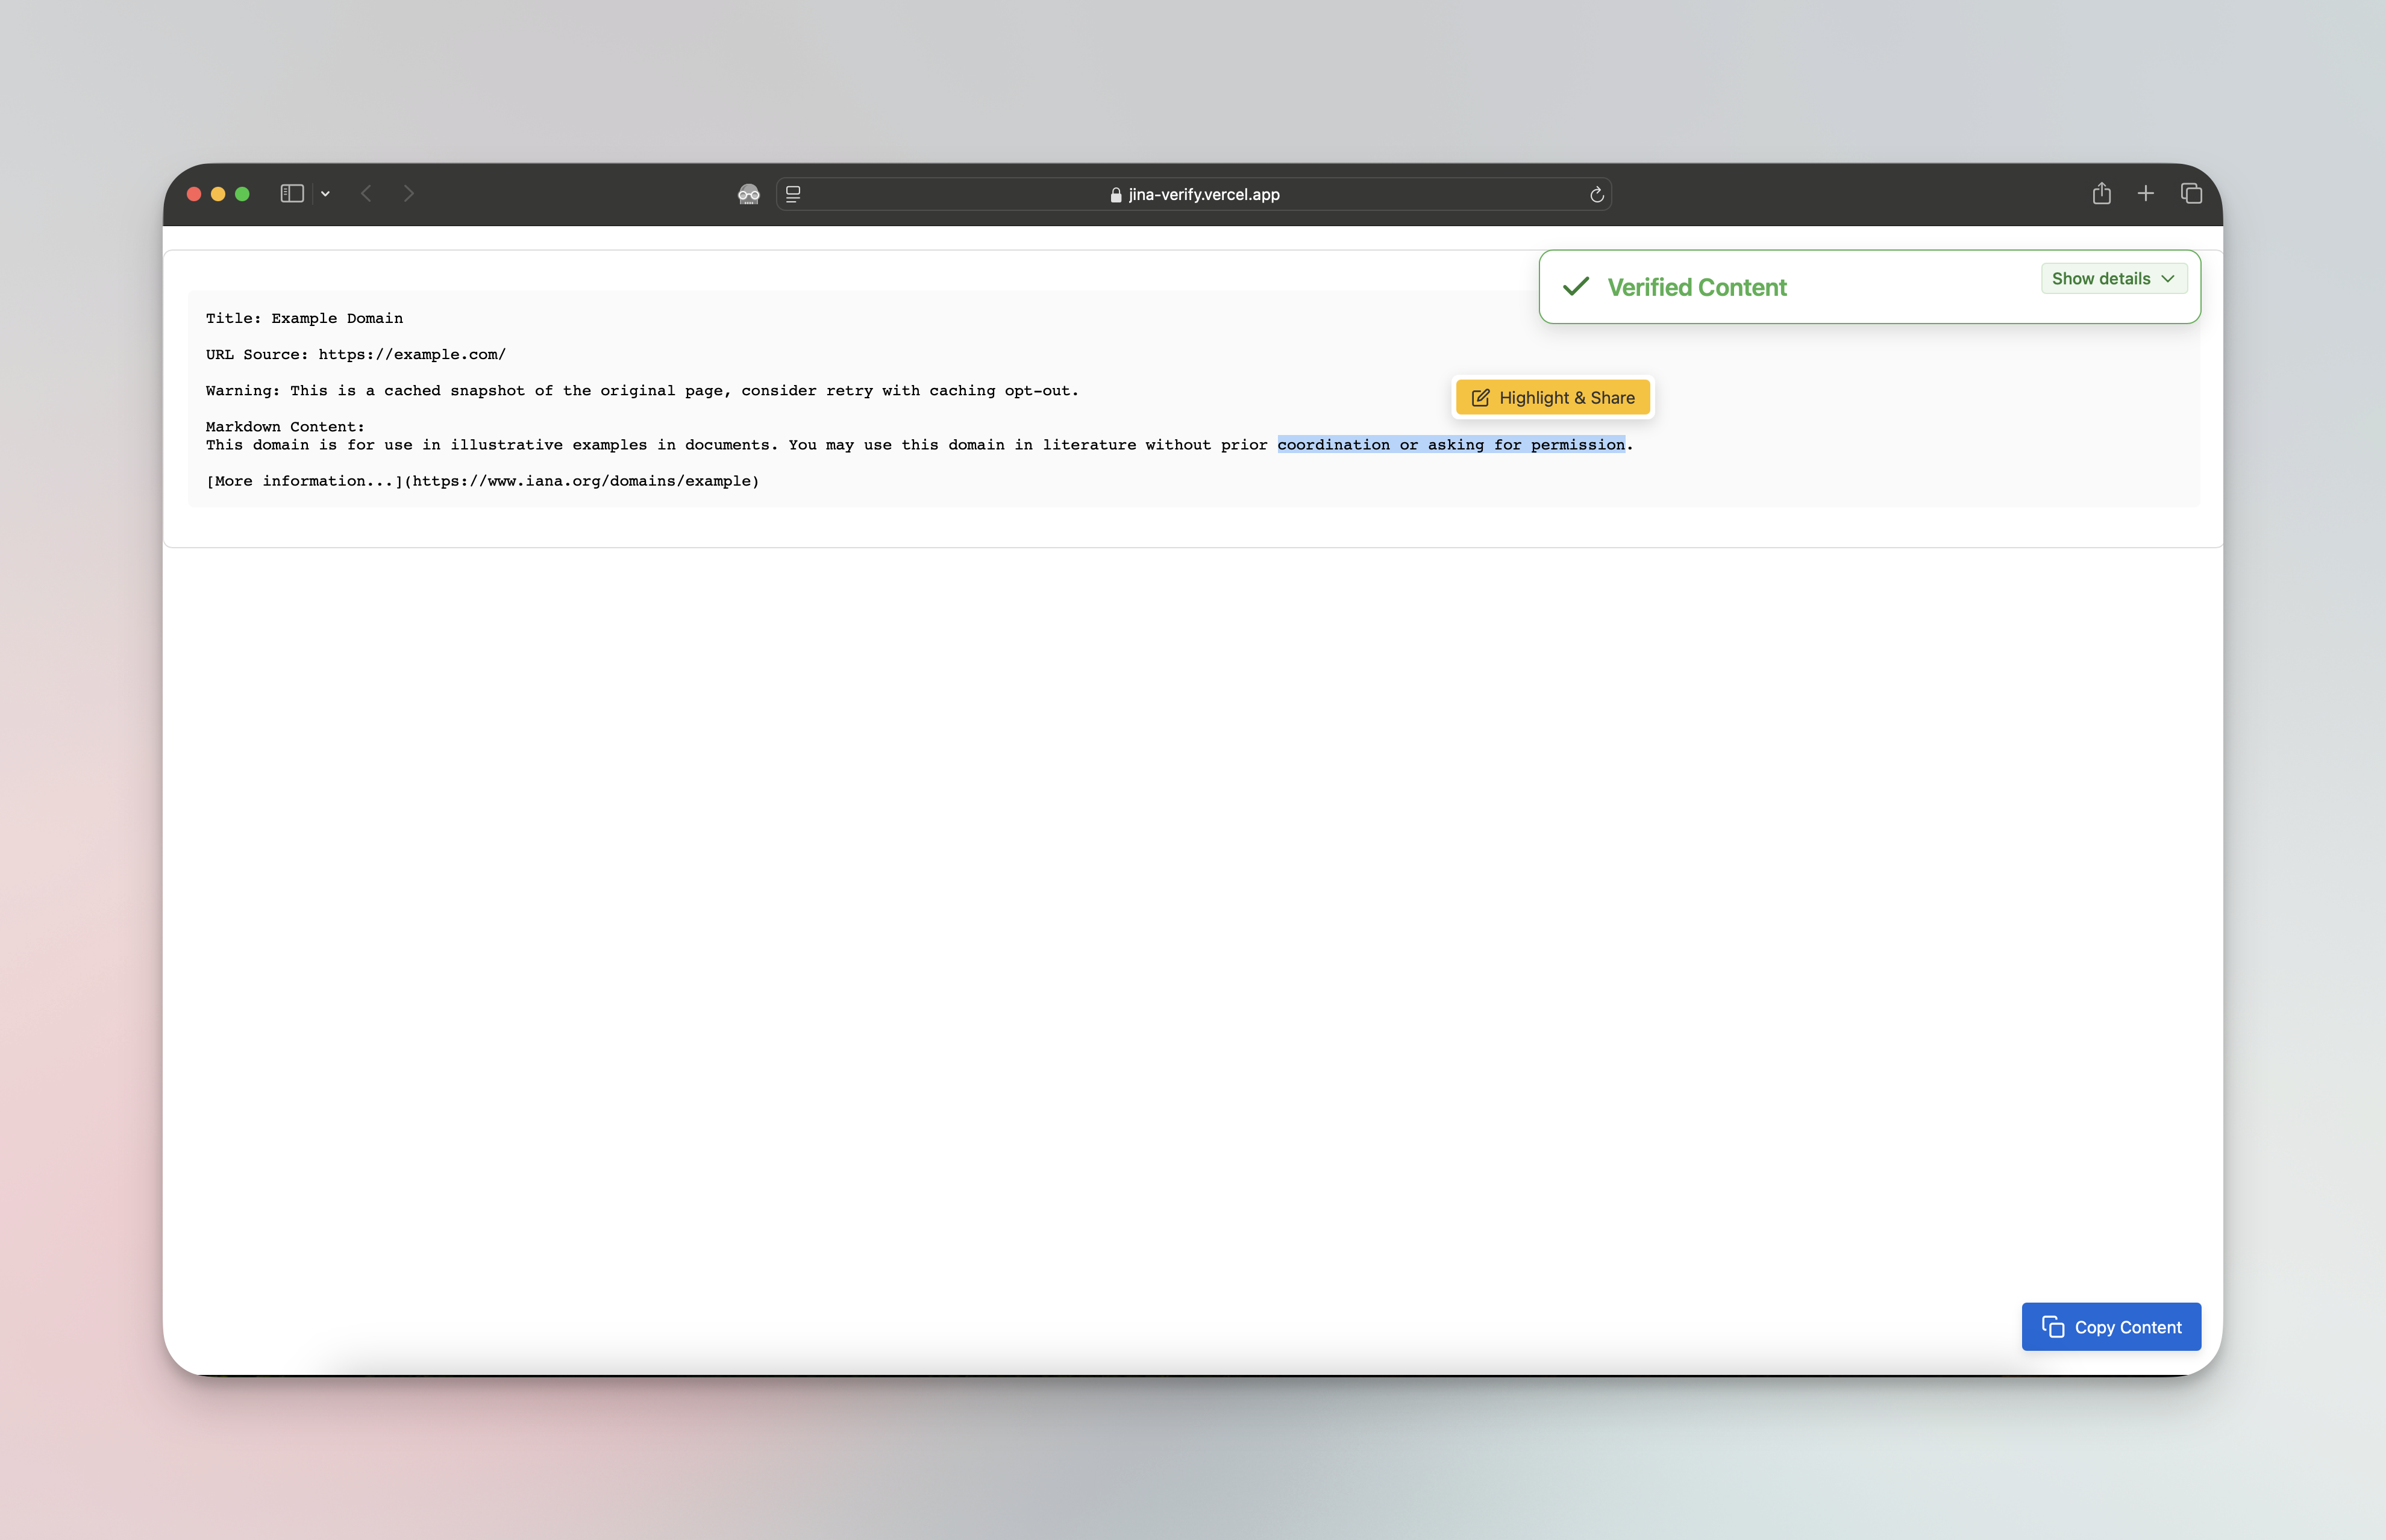 jina-verify.vercel.app
Verified Content
Show details
Title: Example Domain
URL Source: https://example.com/
Warning: This is a cached snapshot of the original page, consider retry with caching opt-out.
Highlight & Share
Markdown Content:
This domain is for use in illustrative examples in documents. You may use this domain in literature without prior coordination or asking for permission.
[More information...](https://www.iana.org/domains/example)
Copy Content